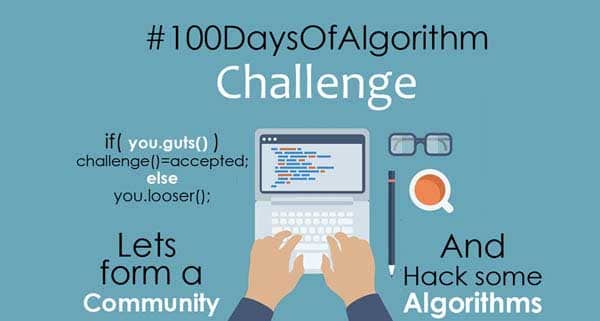 #100DaysOfAlgorithm
Challenge
if( you.guts() )
challenge()=accepted;
else
you.looser();
Lets
form a
Community
And
Hack some
Algorithms